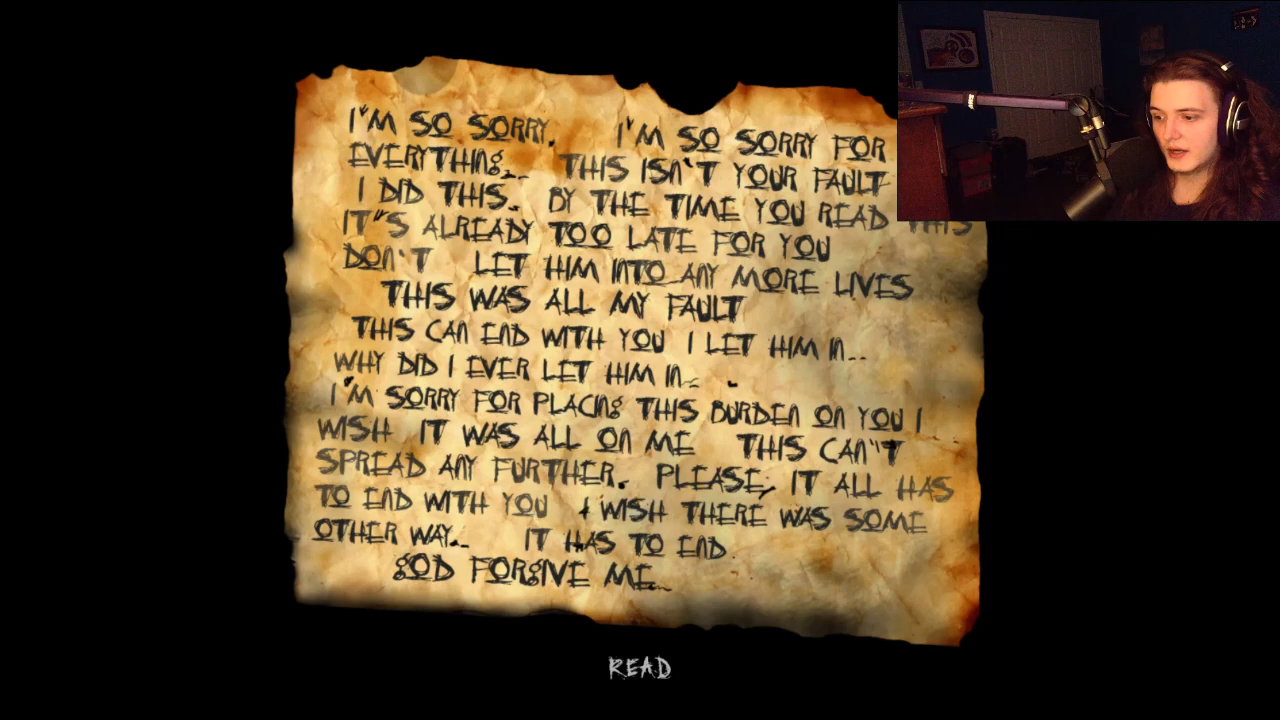 I'M SO SORRY. I'M SO SORRY FOR
EVERYTHING... THIS ISN'T YOUR FAULT
I DID THIS. BY THE TIME YOU READ THIS
IT"S ALREADY TOO LATE FOR YOU
DON'T LET HIM INTO ANY MORE LIVES
THIS WAS ALL MY FAULT
THIS CAN END WITH YOU I LET HIM IN...
WHY DID I EVER LET HIM IN...
I'M SORRY FOR PLACING THIS BURDEN ON YOU I
WISH IT WAS ALL ON ME THIS CAN"T
SPREAD ANY FURTHER. PLEASE, IT ALL HAS
TO END WITH YOU I WISH THERE WAS SOME
OTHER WAY... IT HAS TO END.
GOD FORGIVE ME...
READ